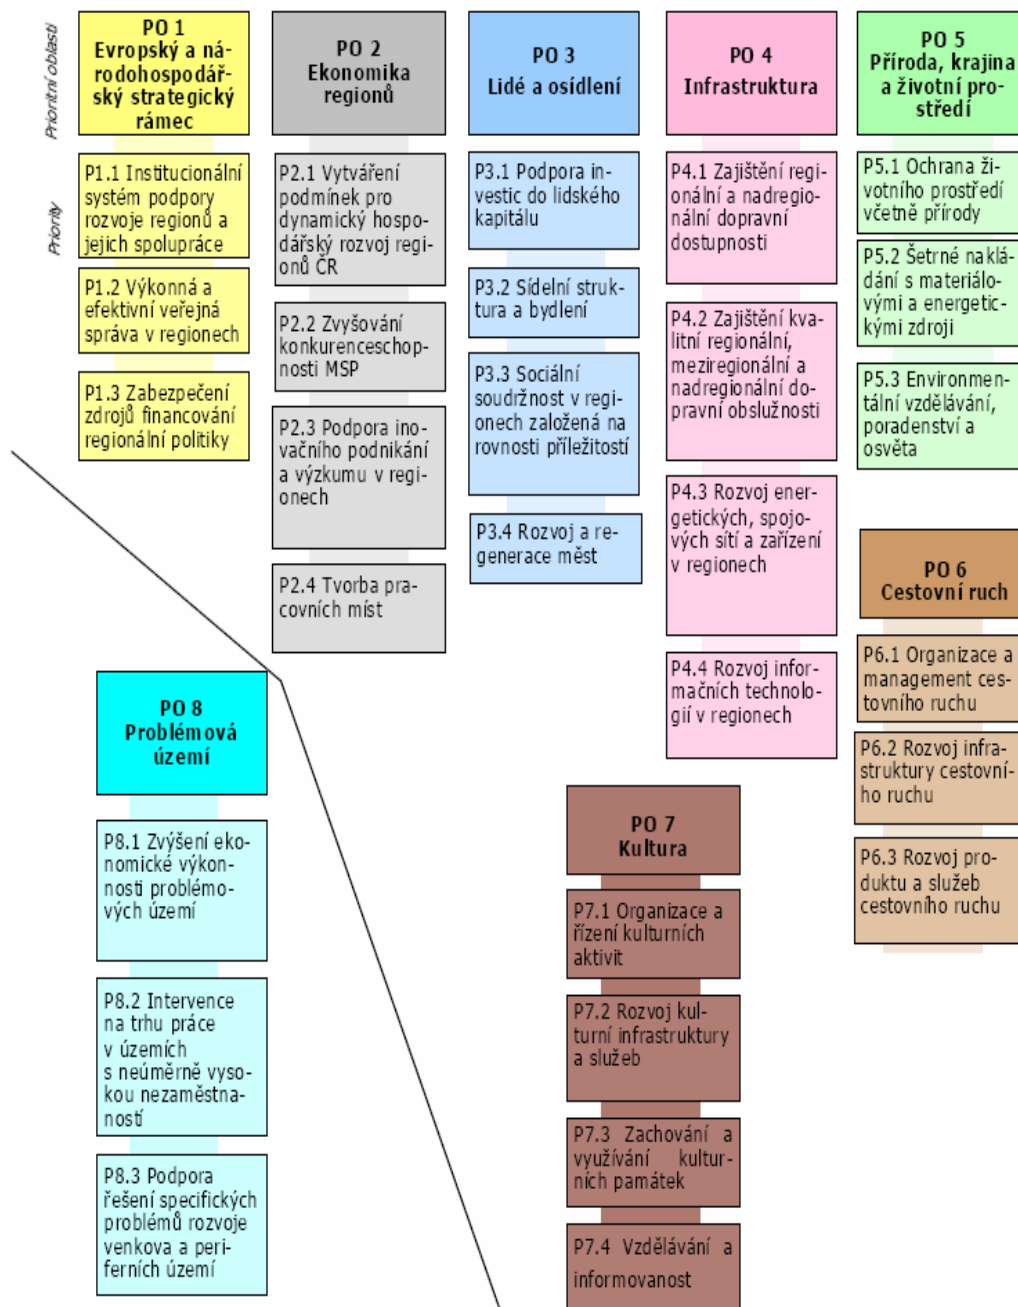 Prioritní oblasti
Priority
PO 1
Evropský a ná-
rodohospodář-
ský strategický
rámec
P1.1 Institucionální
systém podpory
rozvoje regionů a
jejich spolupráce
P1.2 Výkonná a
efektivní veřejná
správa v regionech
P1.3 Zabezpečení
zdrojů financování
regionální politiky
PO 2
Ekonomika
regionů
P2.1 Vytváření
podmínek pro
dynamický hospo-
dářský rozvoj regi-
onů ČR
P2.2 Zvyšování
konkurenceschop-
nosti MSP
P2.3 Podpora ino-
vačního podnikání
a výzkumu v regi-
onech
P2.4 Tvorba pra-
covních míst
PO 3
Lidé a osídlení
P3.1 Podpora in-
vestic do lidského
kapitálu
P3.2 Sídelní struk-
tura a bydlení
P3.3 Sociální
soudržnost v regi-
onech založená na
rovnosti příležitostí
P3.4 Rozvoj a re-
generace měst
PO 4
Infrastruktura
P4.1 Zajištění regi-
onální a nadregi-
onální dopravní
dostupnosti
P4.2 Zajištění kva-
litní regionální,
meziregionální a
nadregionální do-
pravní obslužnosti
P4.3 Rozvoj ener-
getických, spojo-
vých sítí a zařízení
v regionech
P4.4 Rozvoj infor-
mačních technolo-
gií v regionech
PO 5
Příroda, krajina
a životní pro-
středí
P5.1 Ochrana ži-
votního prostředí
včetně přírody
P5.2 Šetrné naklá-
dání s materiálo-
vými a energetic-
kými zdroji
P5.3 Environmen-
tální vzdělávání,
poradenství a
osvěta
PO 6
Cestovní ruch
P6.1 Organizace a
management ces-
tovního ruchu
P6.2 Rozvoj infra-
struktury cestovní-
ho ruchu
P6.3 Rozvoj pro-
duktu a služeb
cestovního ruchu
PO 7
Kultura
P7.1 Organizace a
řízení kulturních
aktivit
P7.2 Rozvoj kul-
turní infrastruktury
a služeb
P7.3 Zachování a
využívání kultur-
ních památek
P7.4 Vzdělávání a
informovanost
PO 8
Problémová
území
P8.1 Zvýšení eko-
nomické výkon-
nosti problémo-
vých území
P8.2 Intervence
na trhu práce
v územích
s neúměrně vyso-
kou nezaměstna-
ností
P8.3 Podpora
řešení specifických
problémů rozvoje
venkova a peri-
ferních území